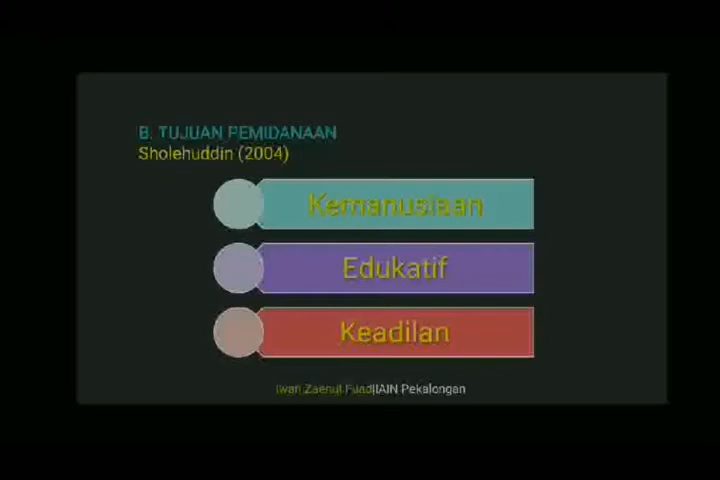 B. TUJUAN PEMIDANAAN
Sholehuddin (2004)
Kemanusiaan
Edukatif
Keadilan
Iwan Zaenul Fuad|IAIN Pekalongan